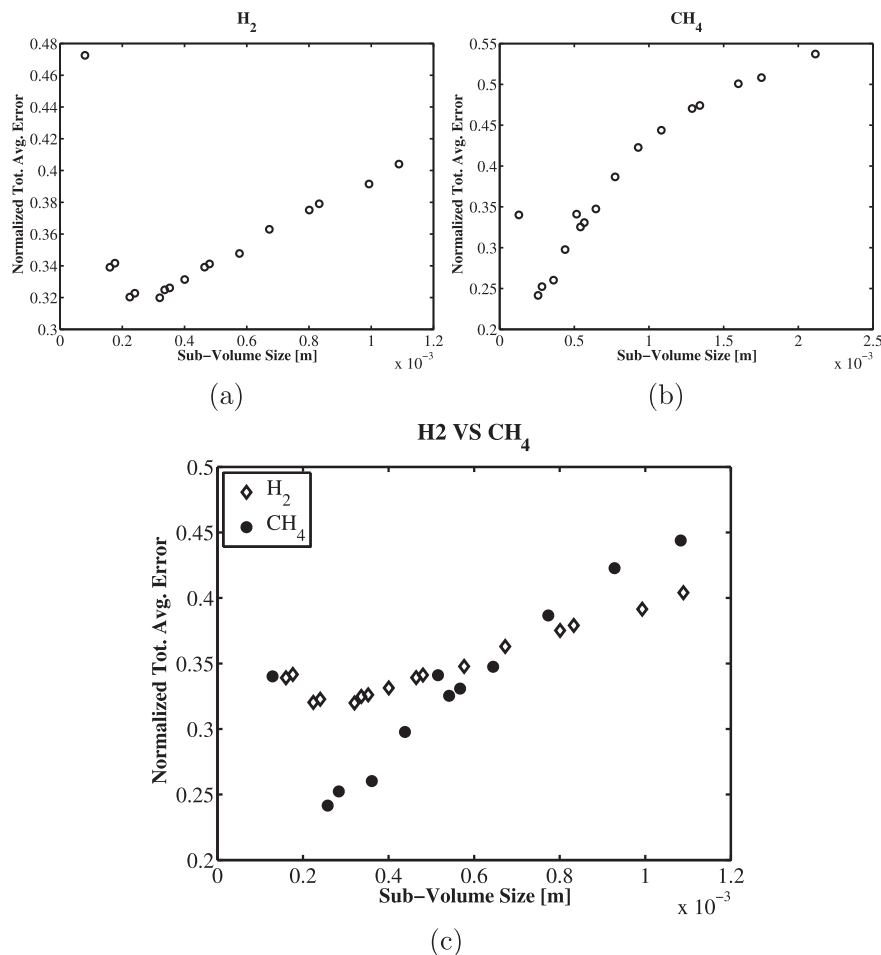 H2
CH4
0.48
0.46
0.44
0.42
0.4
0.38
0.36
0.34
0.32
0.3
Normalized Tot. Avg. Error
0 0.2 0.4 0.6 0.8 1 1.2
Sub−Volume Size [m]
x 10−3
(a)
0.55
0.5
0.45
0.4
0.35
0.3
0.25
0.2
Normalized Tot. Avg. Error
0 0.5 1 1.5 2 2.5
Sub−Volume Size [m]
x 10−3
(b)
H2 VS CH4
H2
CH4
0.5
0.45
0.4
0.35
0.3
0.25
0.2
Normalized Tot. Avg. Error
0 0.2 0.4 0.6 0.8 1 1.2
Sub−Volume Size [m]
x 10−3
(c)